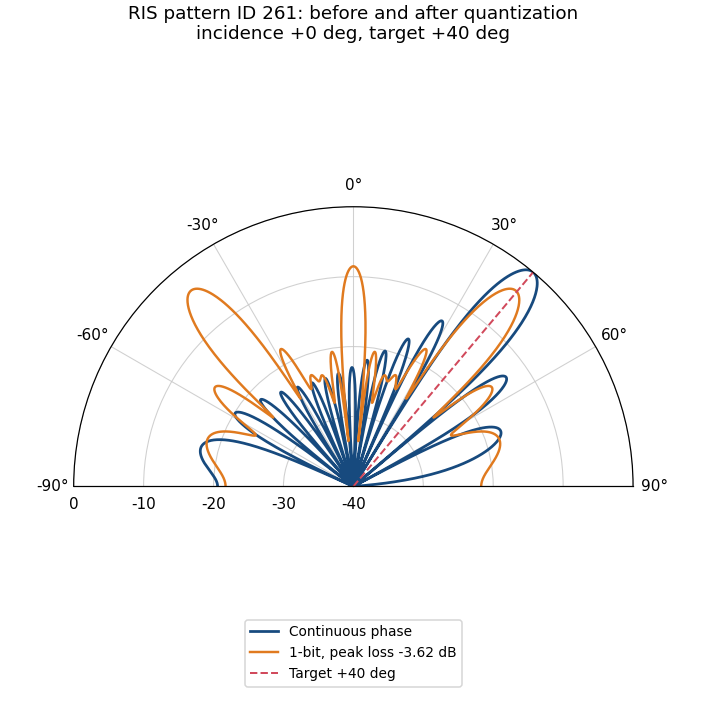 RIS pattern ID 261: before and after quantization
incidence +0 deg, target +40 deg
0°
-30°
30°
-60°
60°
-90°
90°
0
-10
-20
-30
-40
Continuous phase
1-bit, peak loss -3.62 dB
Target +40 deg